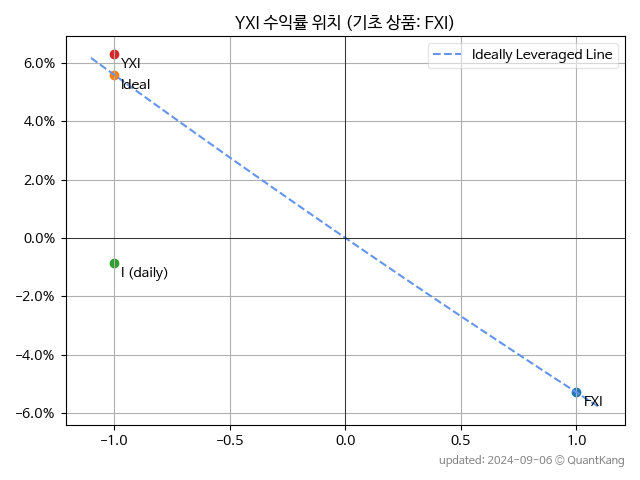 YXI 수익률 위치 (기초 상품: FXI)
Ideally Leveraged Line
6.0%
4.0%
2.0%
0.0%
−2.0%
−4.0%
−6.0%
YXI
Ideal
I (daily)
FXI
−1.0
−0.5
0.0
0.5
1.0
updated: 2024-09-06 © QuantKang